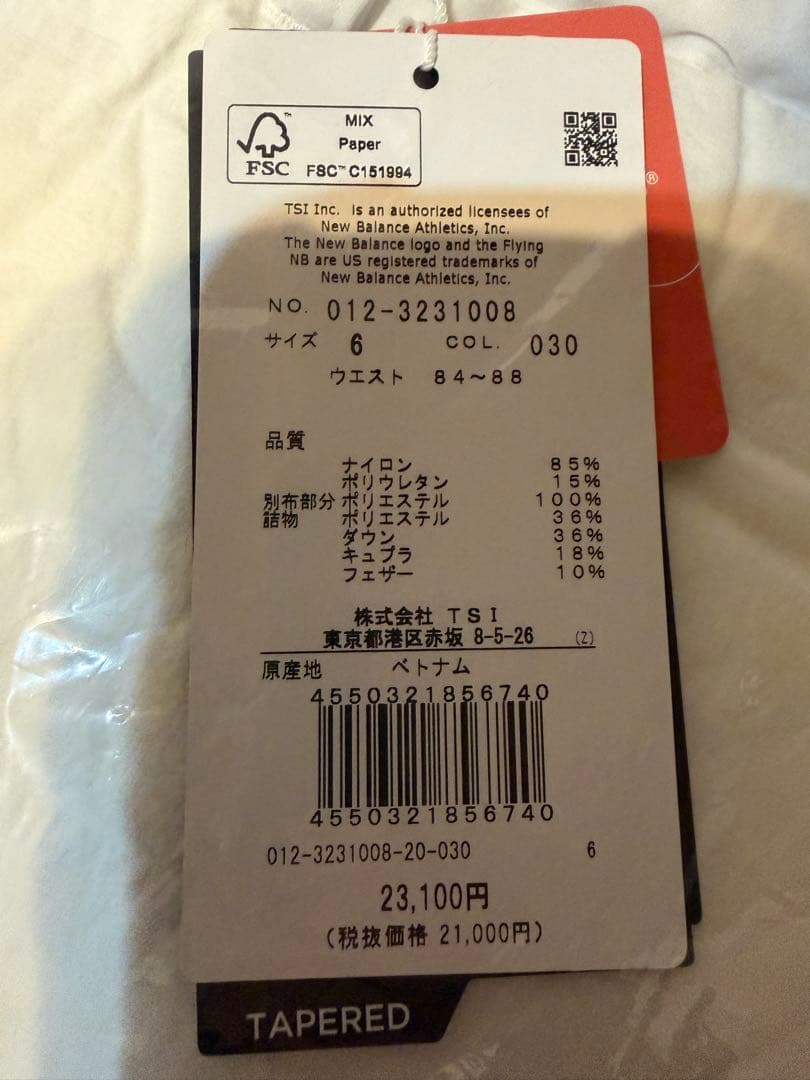 MIX
Paper
FSC™ C151994
FSC
TSI Inc. is an authorized licensees of
New Balance Athletics, Inc.
The New Balance logo and the Flying
NB are US registered trademarks of
New Balance Athletics, Inc.
NO. 012-3231008
サイズ 6 COL. 030
ウエスト 84～88
品質
ナイロン 85%
ポリウレタン 15%
別布部分 ポリエステル 100%
詰物 ポリエステル 36%
ダウン 36%
キュプラ 18%
フェザー 10%
株式会社 TSI
東京都港区赤坂 8-5-26 (Z)
原産地 ベトナム
4550321856740
4550321856740
012-3231008-20-030 6
23,100円
(税抜価格 21,000円)
TAPERED
®